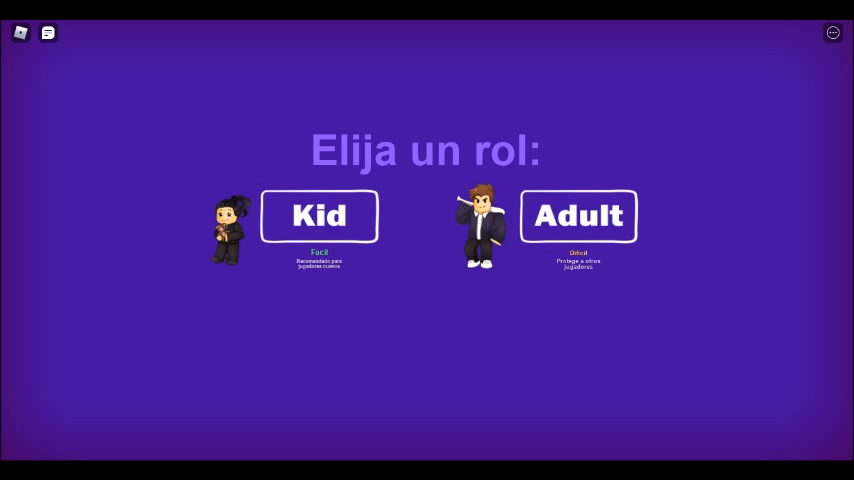 Elija un rol:
Kid
Adult
Fácil
Difícil
Recomendado para
jugadores nuevos
Protege a otros
jugadores